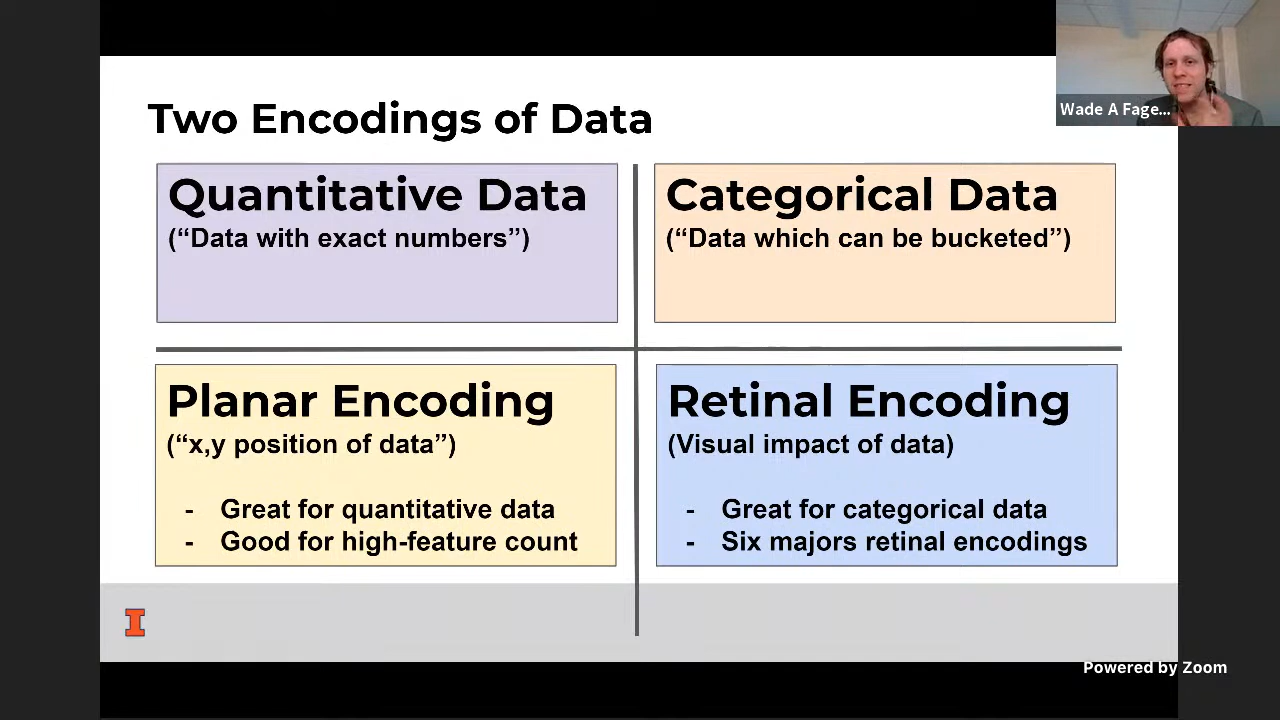 Two Encodings of Data
Wade A Fage...
Quantitative Data
("Data with exact numbers")
Categorical Data
("Data which can be bucketed")
Planar Encoding
("x,y position of data")
- Great for quantitative data
- Good for high-feature count
Retinal Encoding
(Visual impact of data)
- Great for categorical data
- Six majors retinal encodings
I
Powered by Zoom